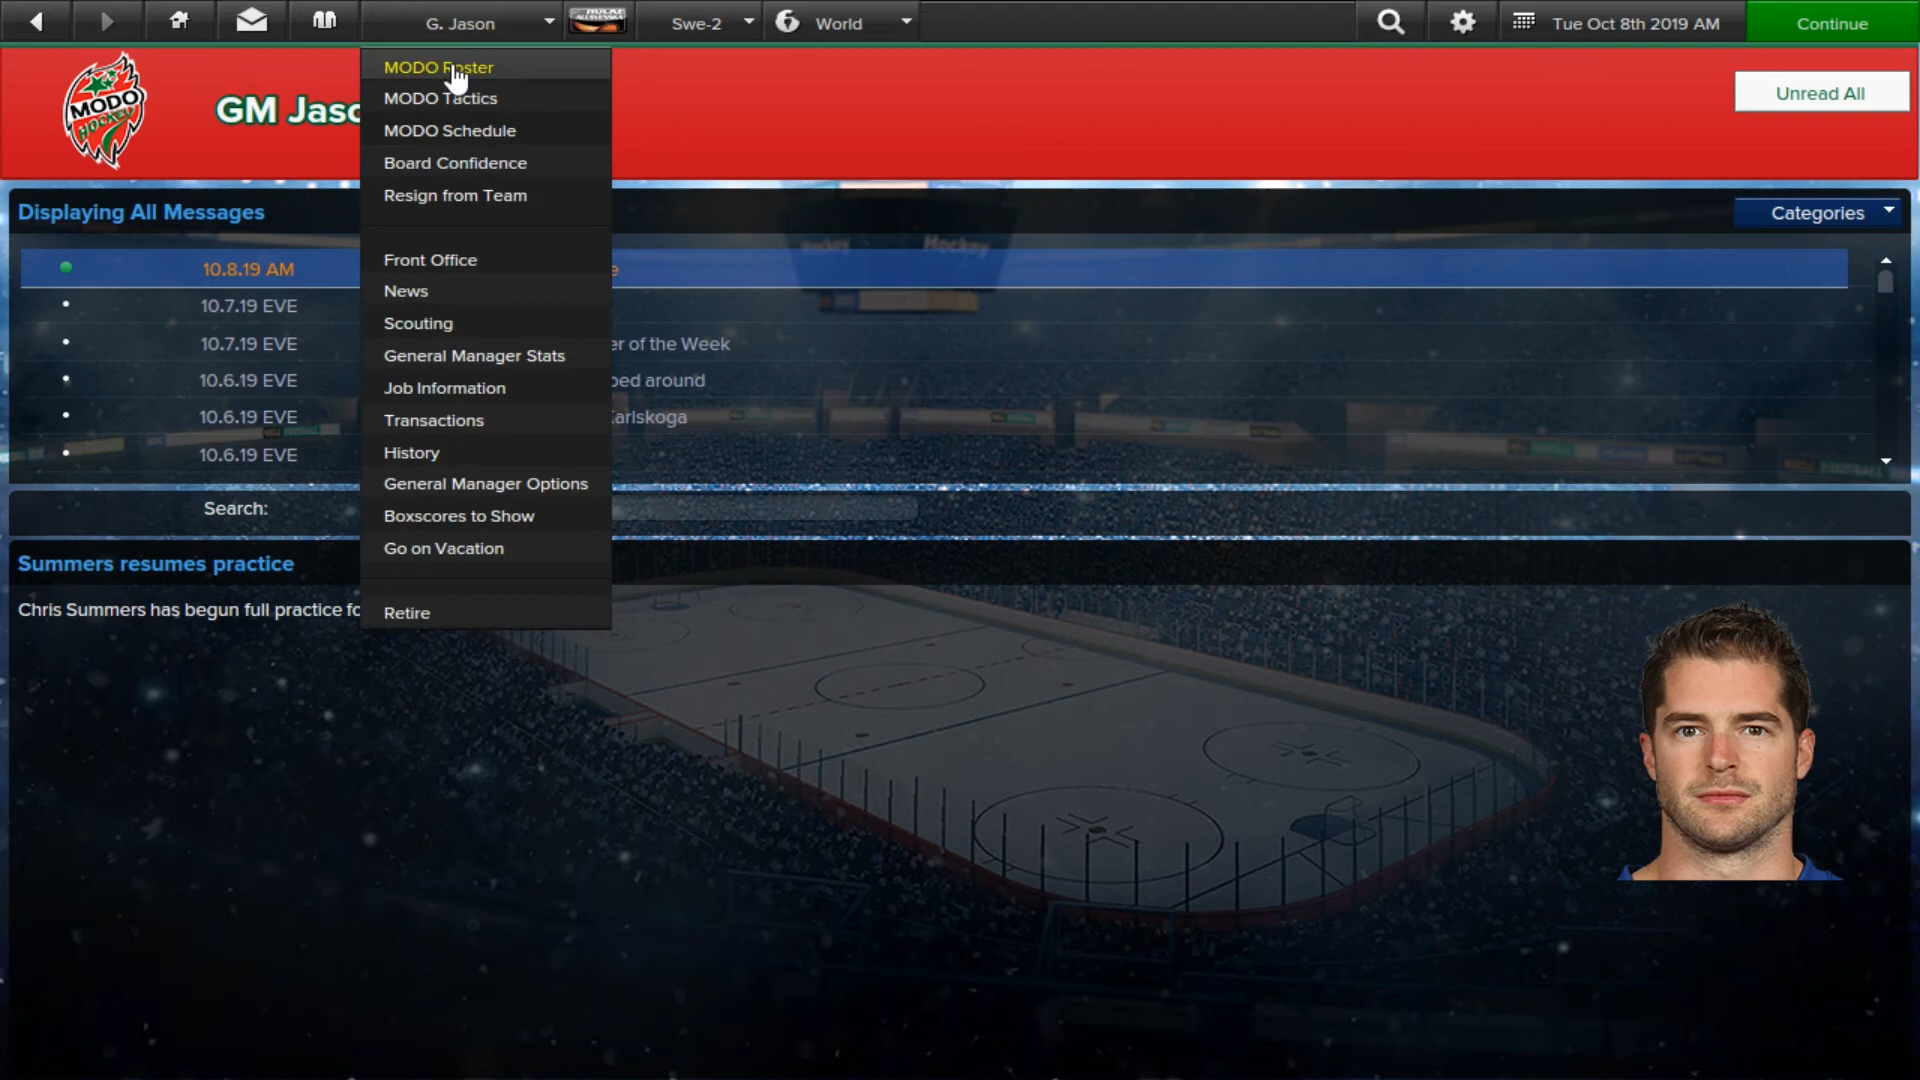 G. Jason
Swe-2
World
Tue Oct 8th 2019 AM
Continue
MODO
HOCKEY
GM Jaso
Unread All
MODO Roster
MODO Tactics
MODO Schedule
Board Confidence
Resign from Team
Front Office
News
Scouting
General Manager Stats
Job Information
Transactions
History
General Manager Options
Boxscores to Show
Go on Vacation
Retire
Displaying All Messages
Categories
10.8.19 AM
10.7.19 EVE
10.7.19 EVE er of the Week
10.6.19 EVE ped around
10.6.19 EVE Karlskoga
10.6.19 EVE
Search:
Summers resumes practice
Chris Summers has begun full practice fo